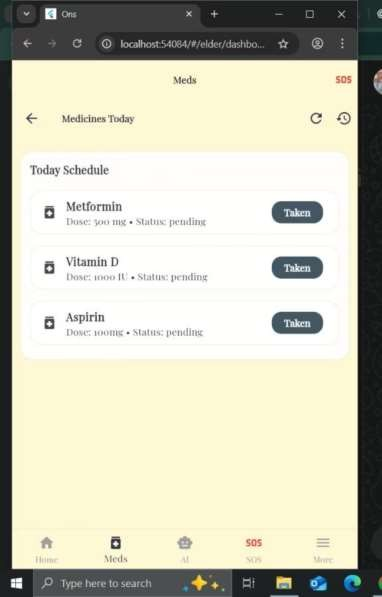 Ons
localhost:54084/#/elder/dashbo...
Meds
SOS
Medicines Today
Today Schedule
Metformin
Dose: 500 mg • Status: pending
Taken
Vitamin D
Dose: 1000 IU • Status: pending
Taken
Aspirin
Dose: 100mg • Status: pending
Taken
SOS
Home
Meds
AI
SOS
More
Type here to search